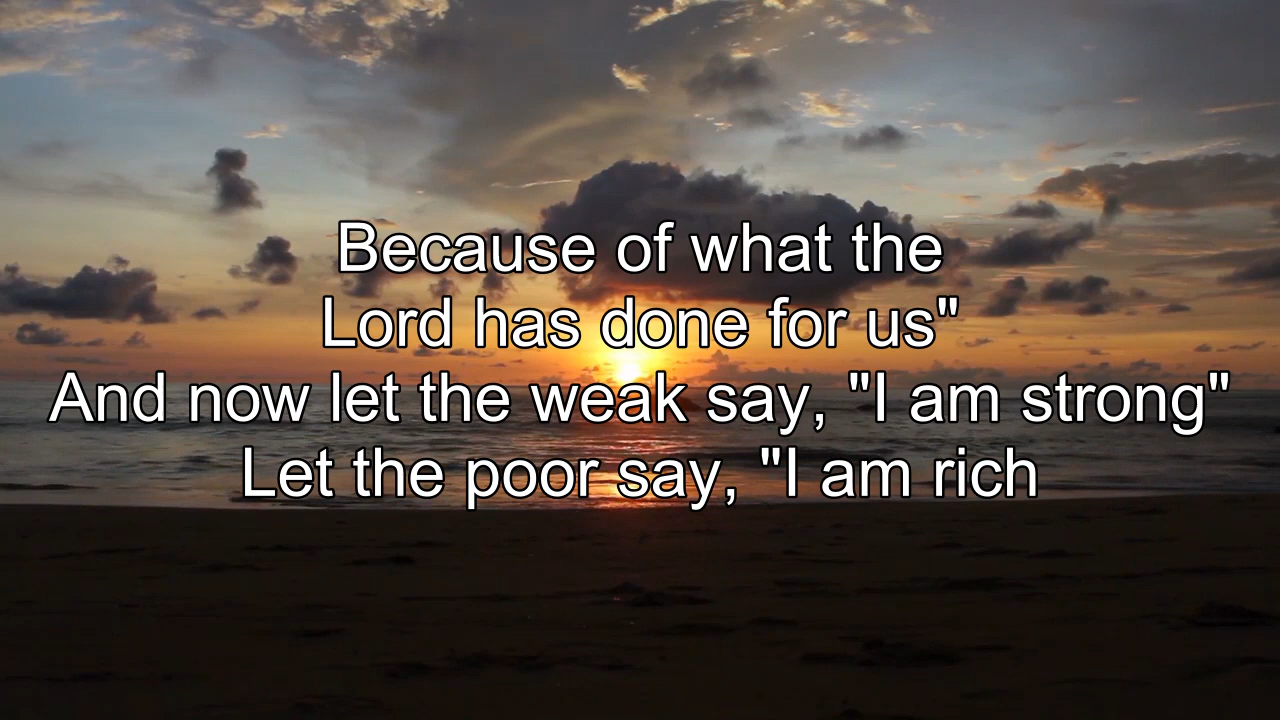 Because of what the
Lord has done for us"
And now let the weak say, "I am strong"
Let the poor say, "I am rich